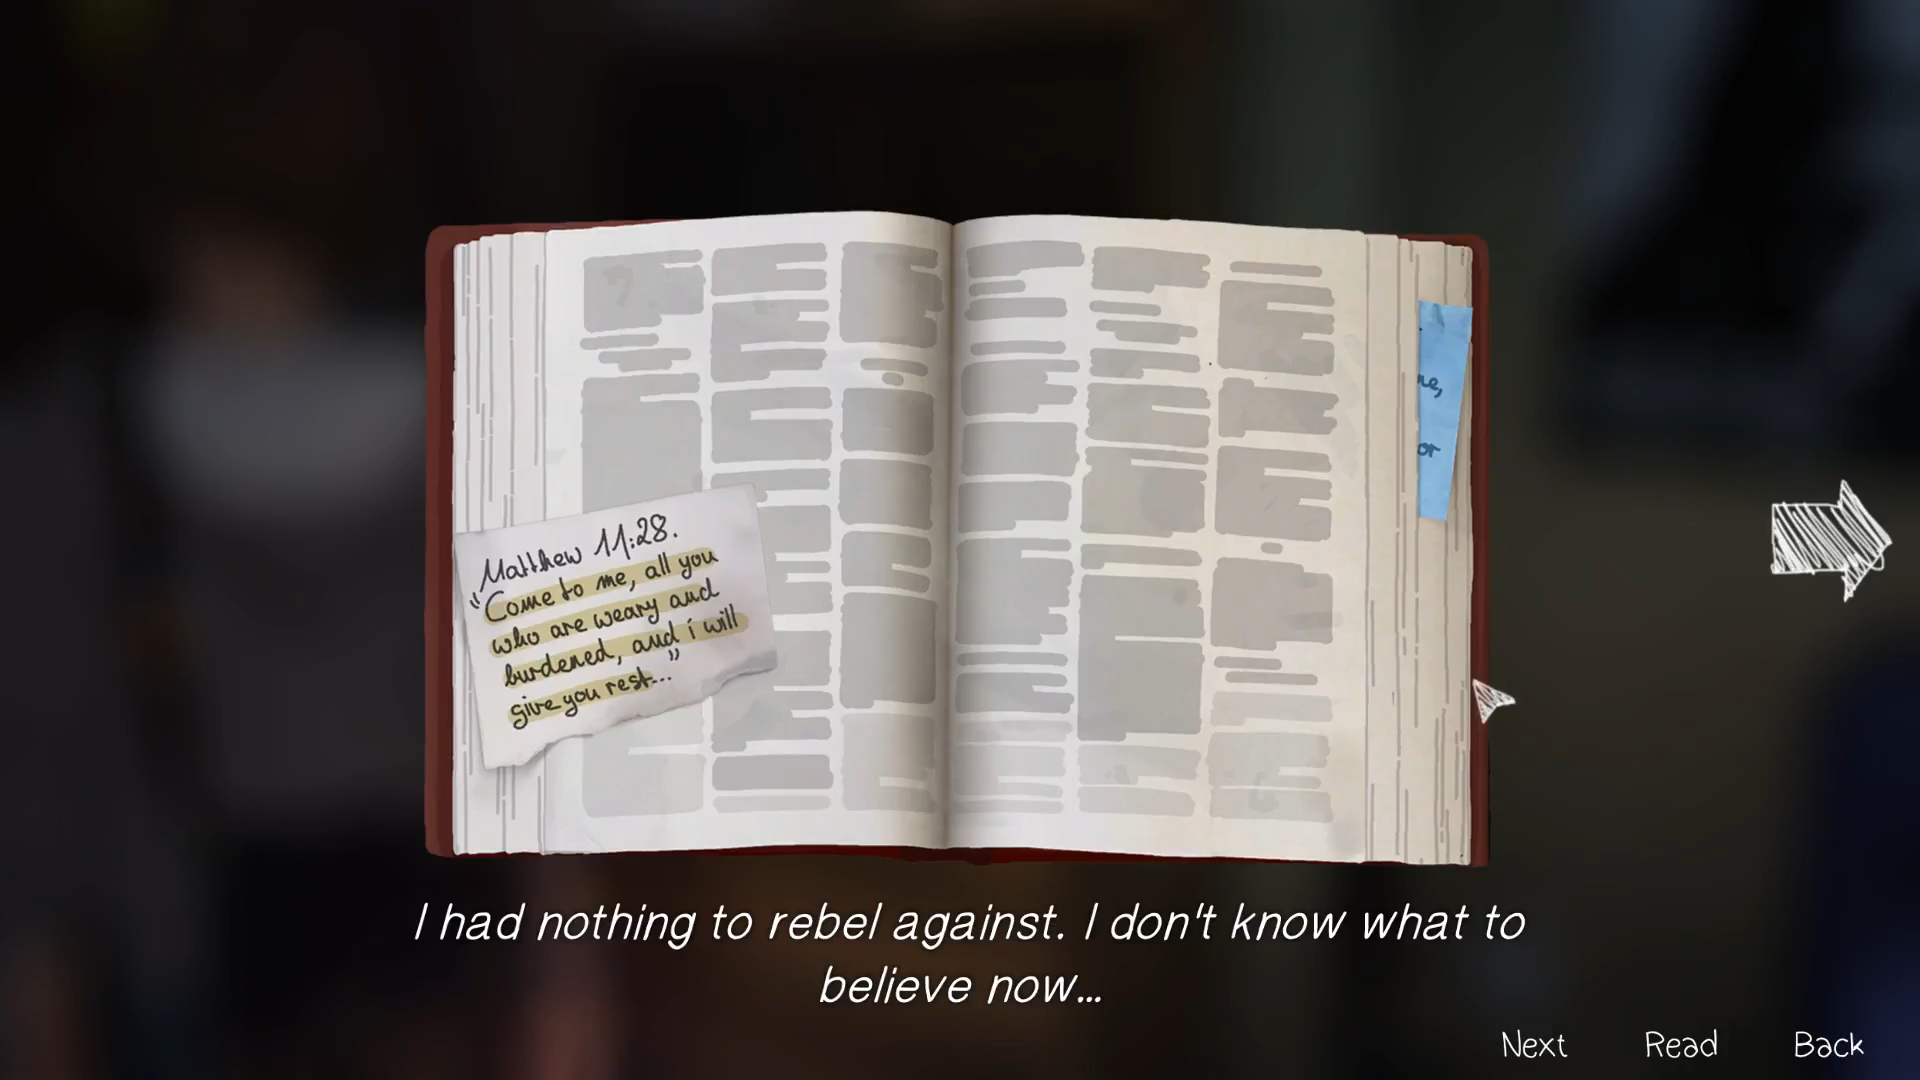 Matthew 11:28.
"Come to me, all you
who are weary and
burdened, and i will
give you rest..."
or
I had nothing to rebel against. I don't know what to
believe now...
Next Read Back